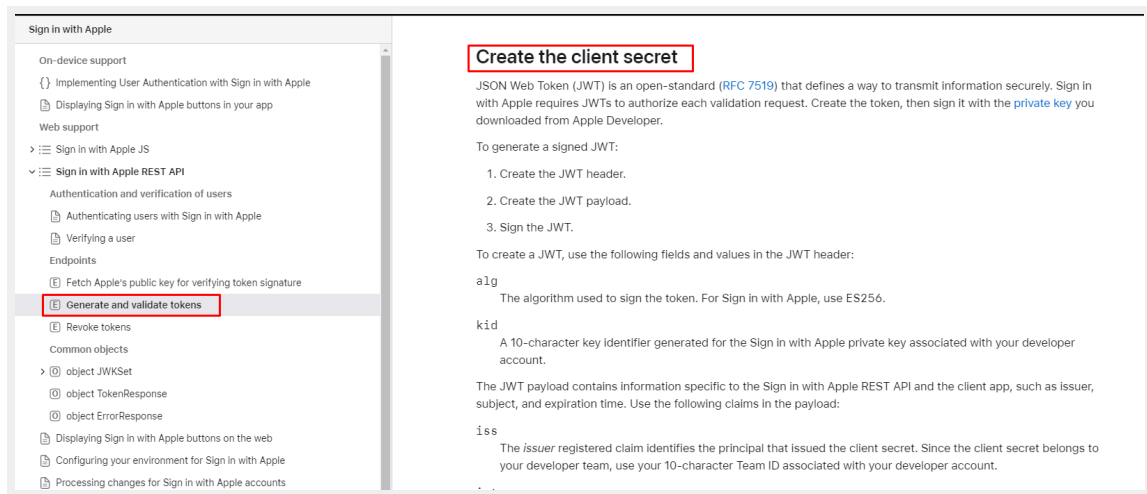 Sign in with Apple
On-device support
{} Implementing User Authentication with Sign in with Apple
Displaying Sign in with Apple buttons in your app
Web support
Sign in with Apple JS
Sign in with Apple REST API
Authentication and verification of users
Authenticating users with Sign in with Apple
Verifying a user
Endpoints
E Fetch Apple's public key for verifying token signature
E Generate and validate tokens
E Revoke tokens
Common objects
O object JWKSet
O object TokenResponse
O object ErrorResponse
Displaying Sign in with Apple buttons on the web
Configuring your environment for Sign in with Apple
Processing changes for Sign in with Apple accounts
Create the client secret
JSON Web Token (JWT) is an open-standard (RFC 7519) that defines a way to transmit information securely. Sign in
with Apple requires JWTs to authorize each validation request. Create the token, then sign it with the private key you
downloaded from Apple Developer.
To generate a signed JWT:
1. Create the JWT header.
2. Create the JWT payload.
3. Sign the JWT.
To create a JWT, use the following fields and values in the JWT header:
alg
The algorithm used to sign the token. For Sign in with Apple, use ES256.
kid
A 10-character key identifier generated for the Sign in with Apple private key associated with your developer
account.
The JWT payload contains information specific to the Sign in with Apple REST API and the client app, such as issuer,
subject, and expiration time. Use the following claims in the payload:
iss
The issuer registered claim identifies the principal that issued the client secret. Since the client secret belongs to
your developer team, use your 10-character Team ID associated with your developer account.